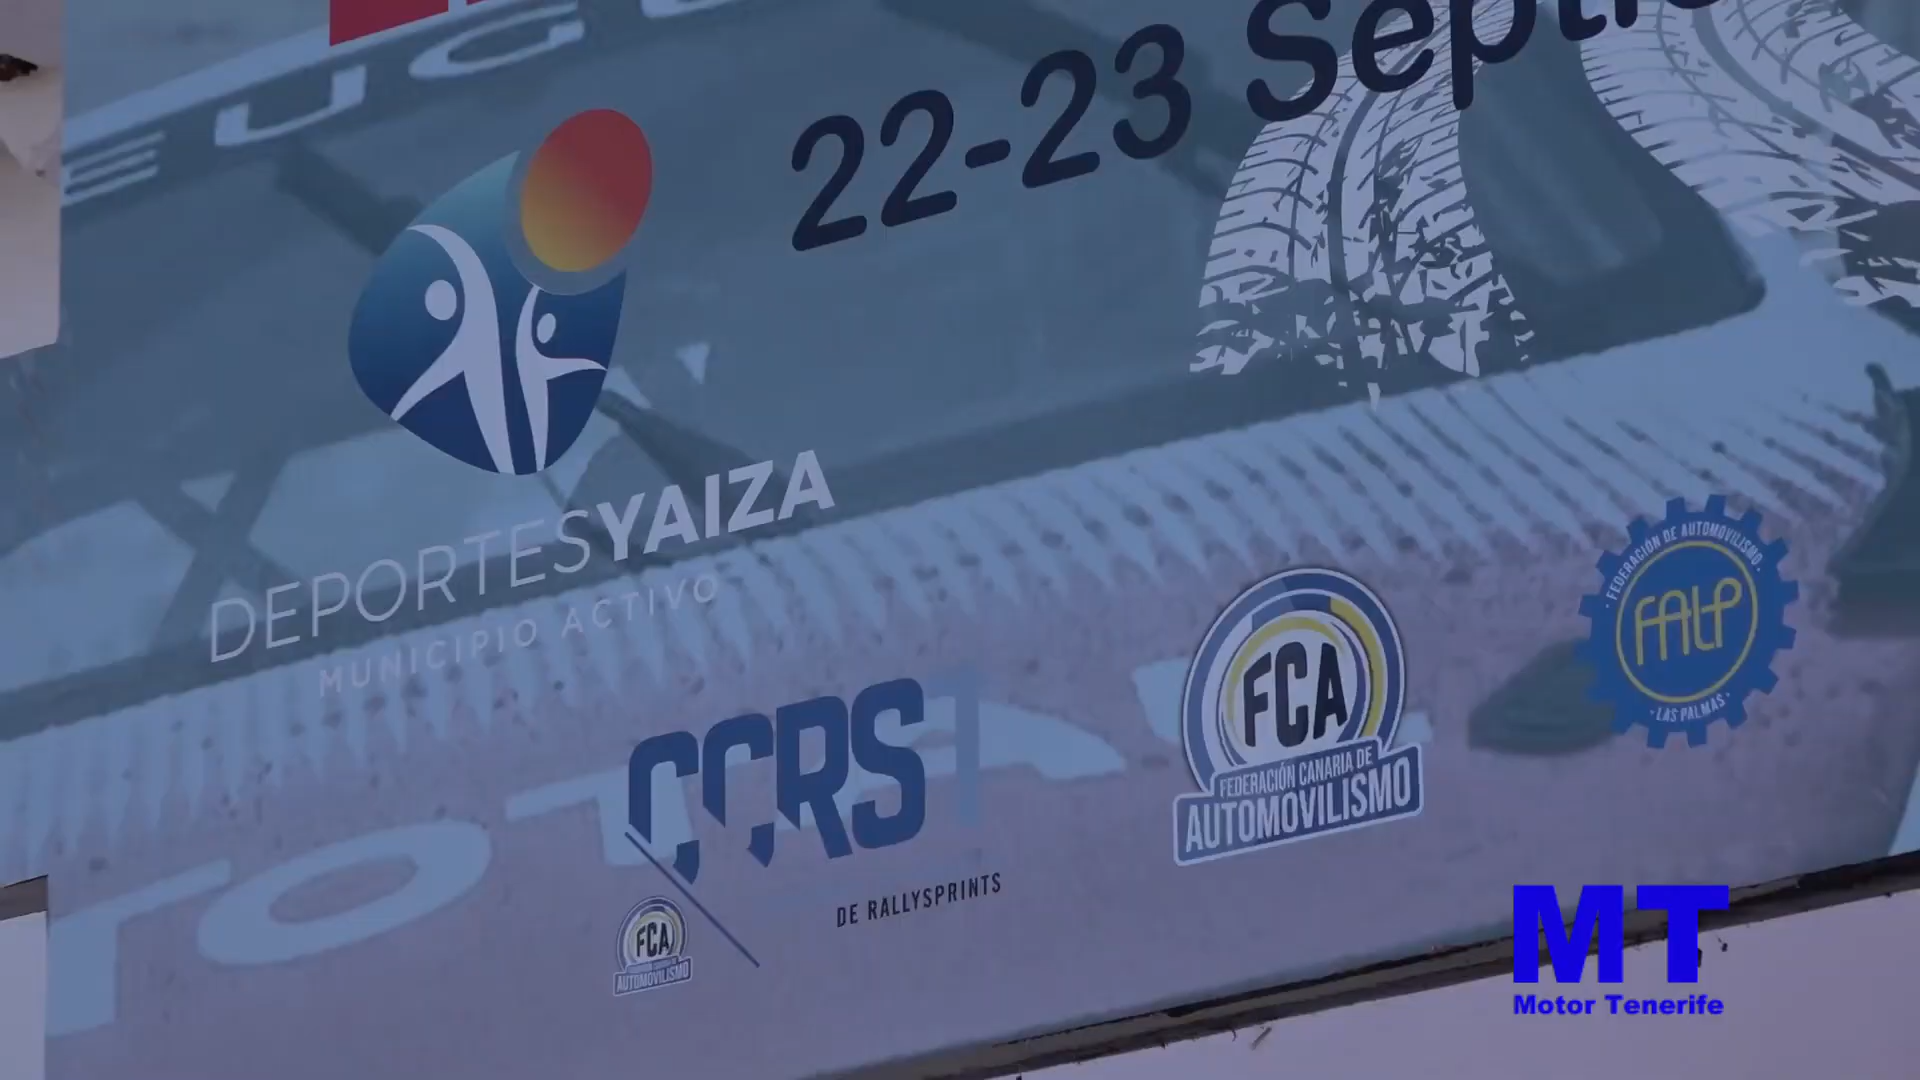 22-23
DEPORTESYAIZA
MUNICIPIO ACTIVO
FEDERACIÓN DE AUTOMOVILISMO
FALP
LAS PALMAS
CCRS
DE RALLYSPRINTS
FCA
FEDERACIÓN CANARIA DE
AUTOMOVILISMO
FCA
AUTOMOVILISMO
MT
Motor Tenerife